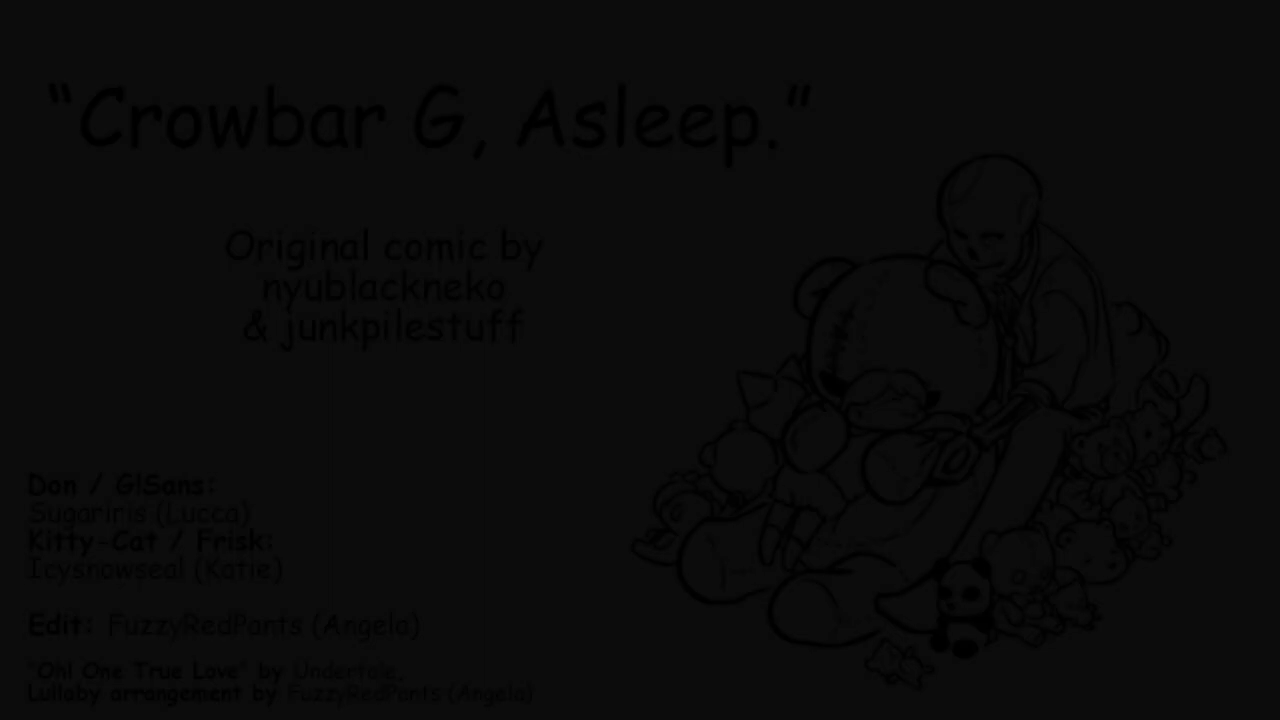 “Crowbar G, Asleep.”
Original comic by
nyublackneko
& junkpilestuff
Don / G!Sans:
Sugariris (Lucca)
Kitty-Cat / Frisk:
Icysnowseal (Katie)
Edit: FuzzyRedPants (Angela)
"Oh! One True Love" by Undertale,
Lullaby arrangement by FuzzyRedPants (Angela)